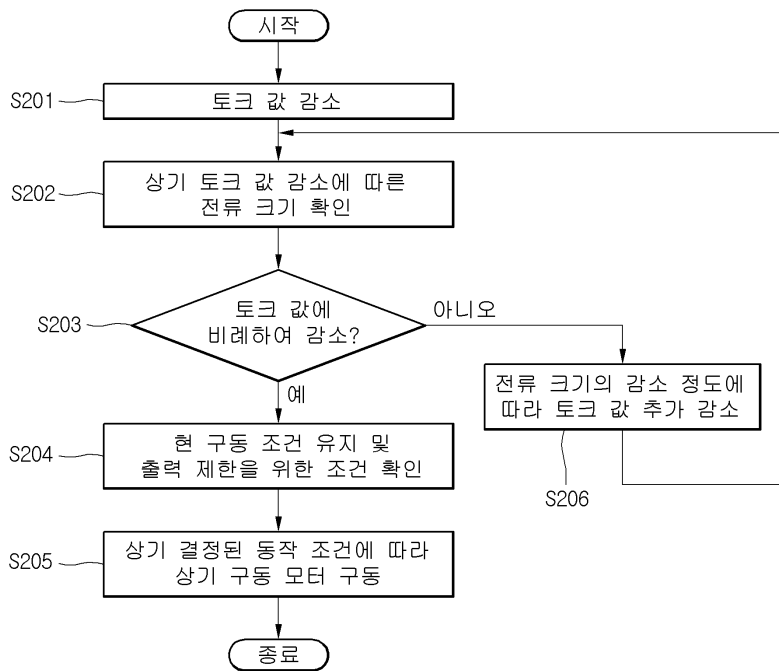 시작
S201
토크 값 감소
S202
상기 토크 값 감소에 따른
전류 크기 확인
S203
토크 값에
비례하여 감소?
아니오
예
전류 크기의 감소 정도에
따라 토크 값 추가 감소
S206
S204
현 구동 조건 유지 및
출력 제한을 위한 조건 확인
S205
상기 결정된 동작 조건에 따라
상기 구동 모터 구동
종료